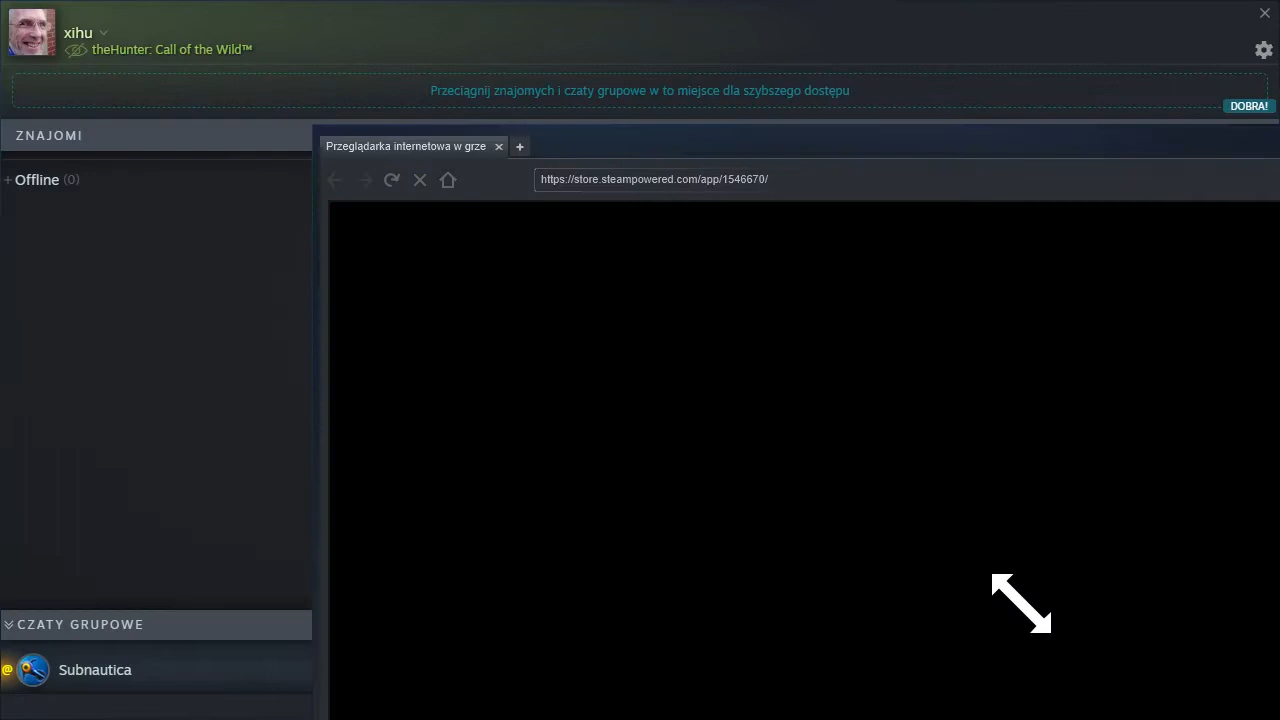 xihu
theHunter: Call of the Wild™
Przeciągnij znajomych i czaty grupowe w to miejsce dla szybszego dostępu
DOBRA!
ZNAJOMI
Przeglądarka internetowa w grze
+ Offline (0)
https://store.steampowered.com/app/1546670/
CZATY GRUPOWE
@ Subnautica